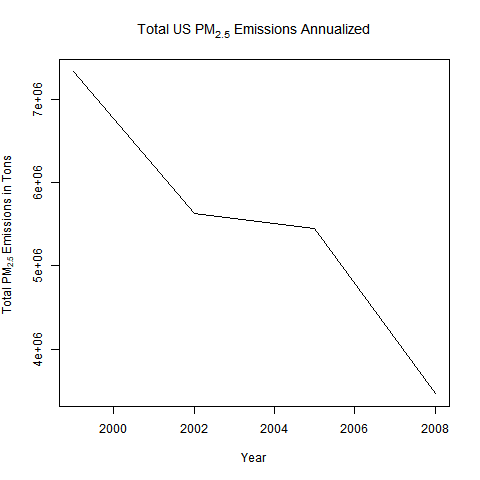 Total US PM2.5 Emissions Annualized
Total PM2.5 Emissions in Tons
7e+06
6e+06
5e+06
4e+06
2000 2002 2004 2006 2008
Year